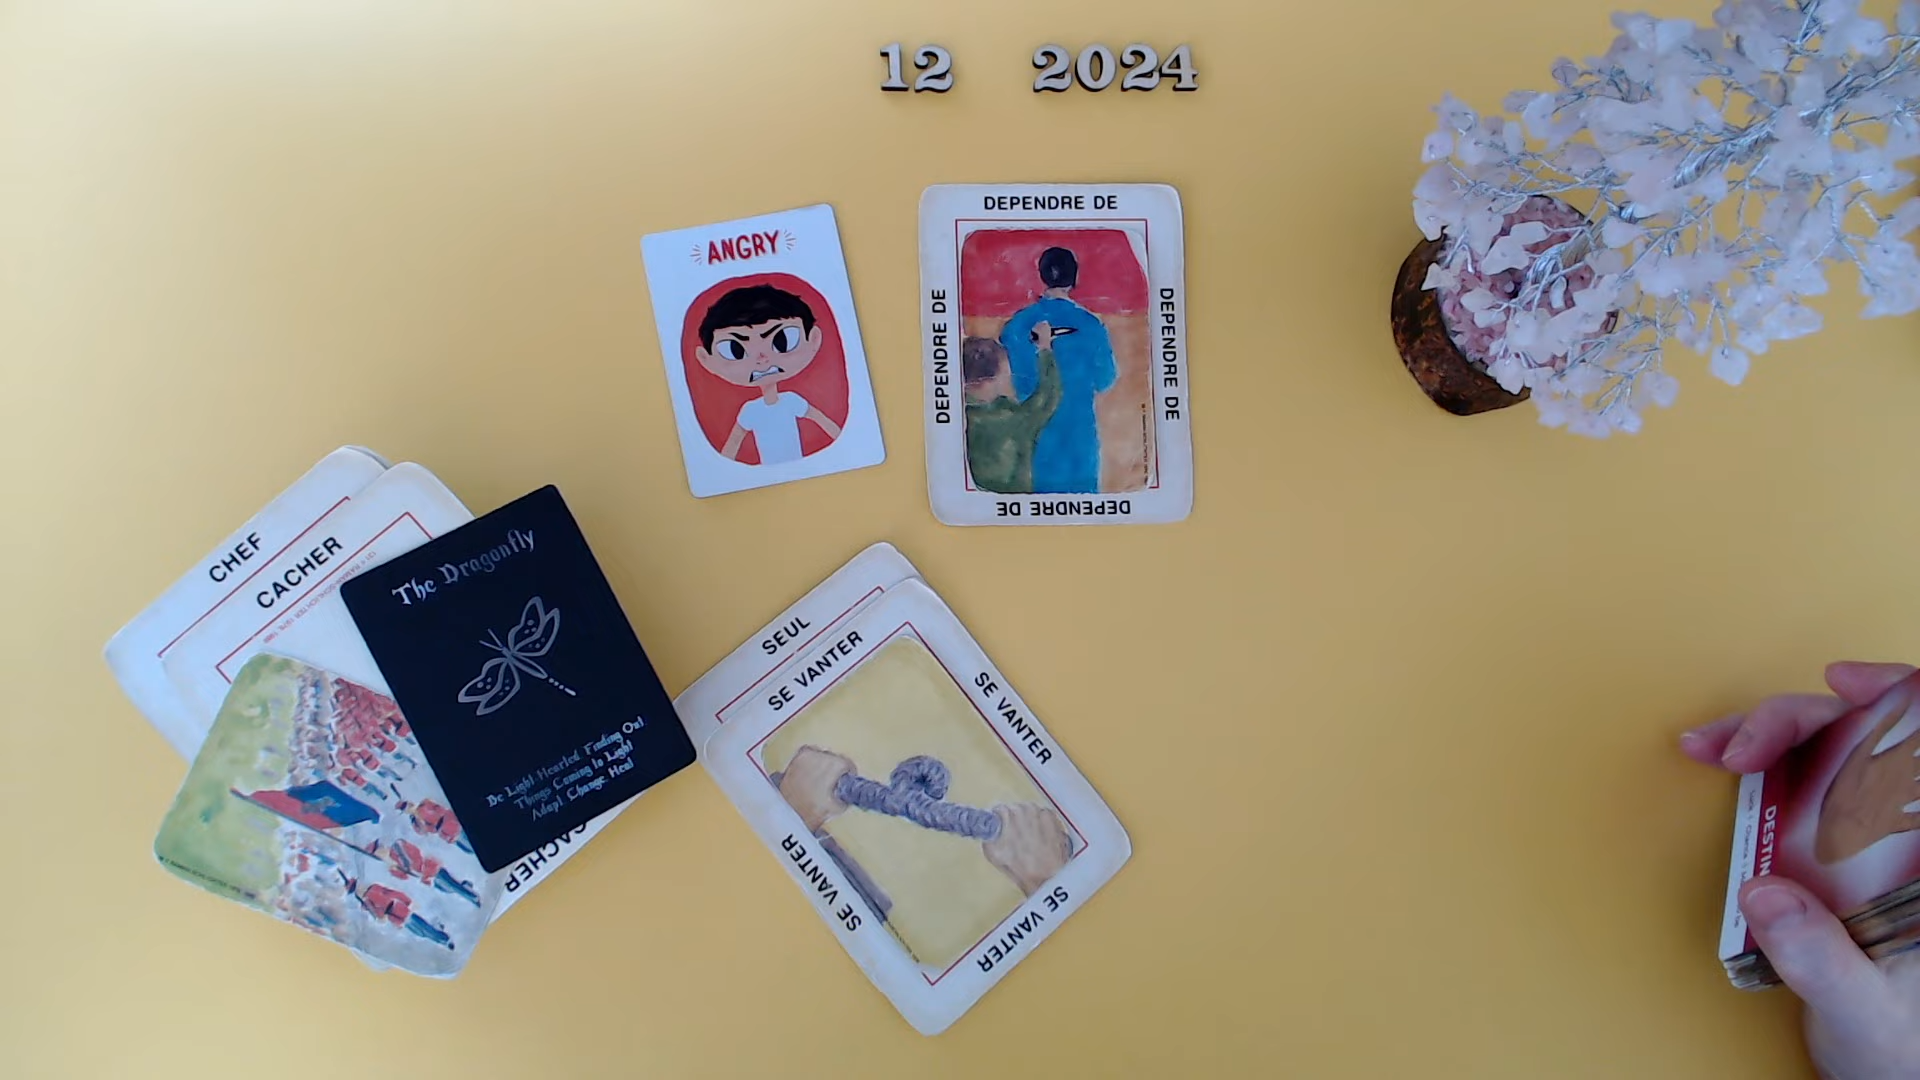 12 2024
ANGRY
DEPENDRE DE
DEPENDRE DE
DEPENDRE DE
DEPENDRE DE
CHEF
CACHER
CACHER
The Dragonfly
Be Light Hearted Finding Out
Things Coming to Light
Adapt Change Heal
SEUL
SE VANTER
SE VANTER
SE VANTER
SE VANTER
DESTIN